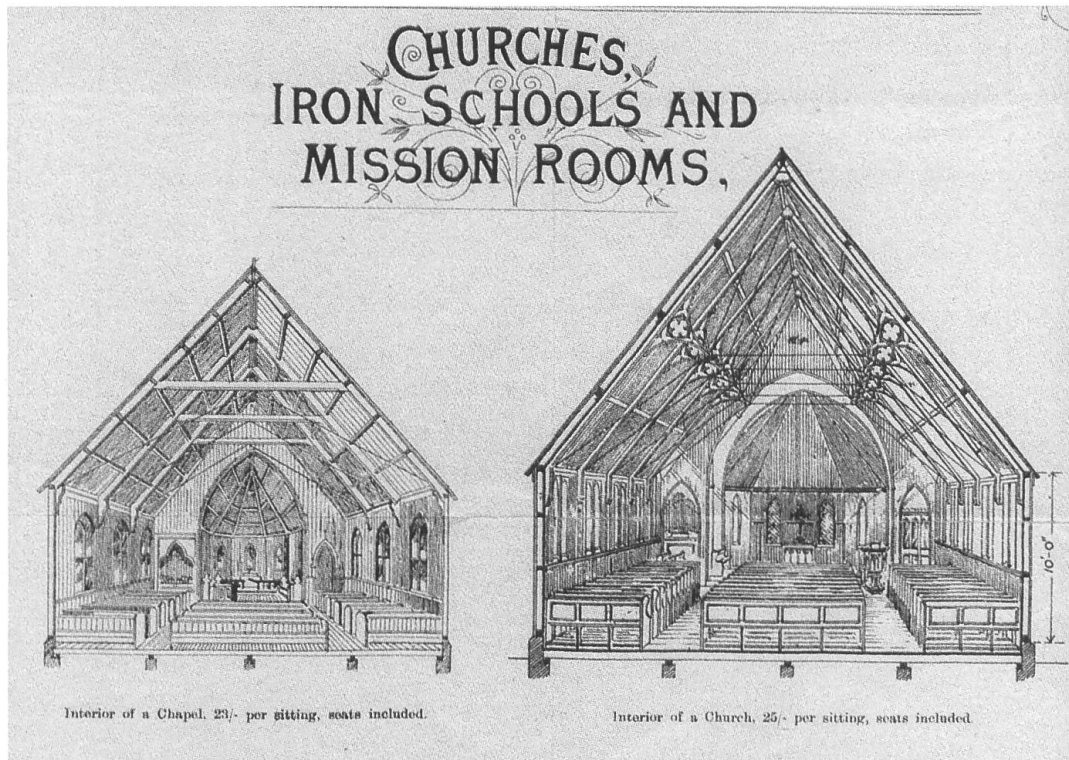 CHURCHES,
IRON SCHOOLS AND
MISSION ROOMS,
10'-0"
Interior of a Chapel, 23/- per sitting, seats included.
Interior of a Church, 25/- per sitting, seats included.